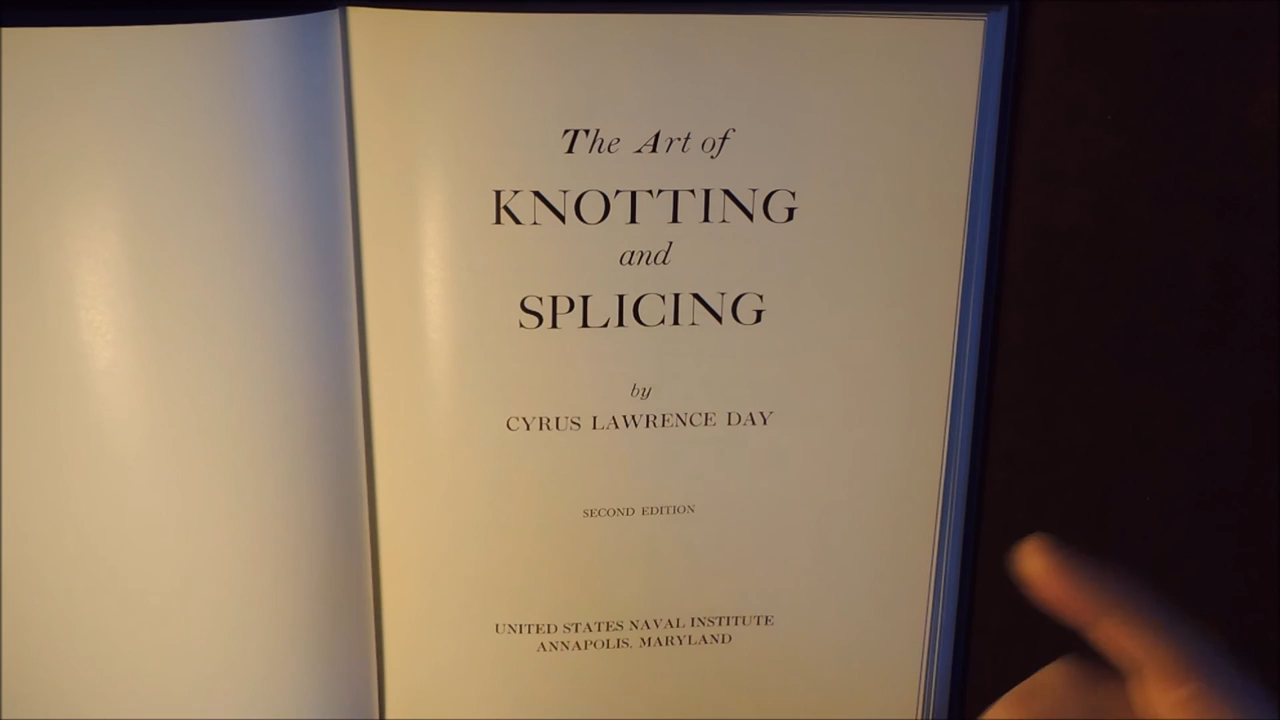 The Art of
KNOTTING
and
SPLICING
by
CYRUS LAWRENCE DAY
SECOND EDITION
UNITED STATES NAVAL INSTITUTE
ANNAPOLIS, MARYLAND